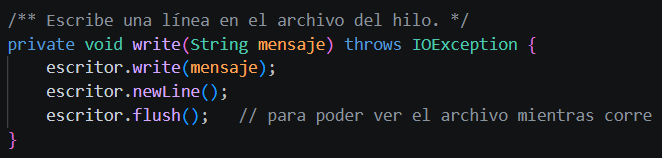 /** Escribe una línea en el archivo del hilo. */
private void write(String mensaje) throws IOException {
    escritor.write(mensaje);
    escritor.newLine();
    escritor.flush();   // para poder ver el archivo mientras corre
}